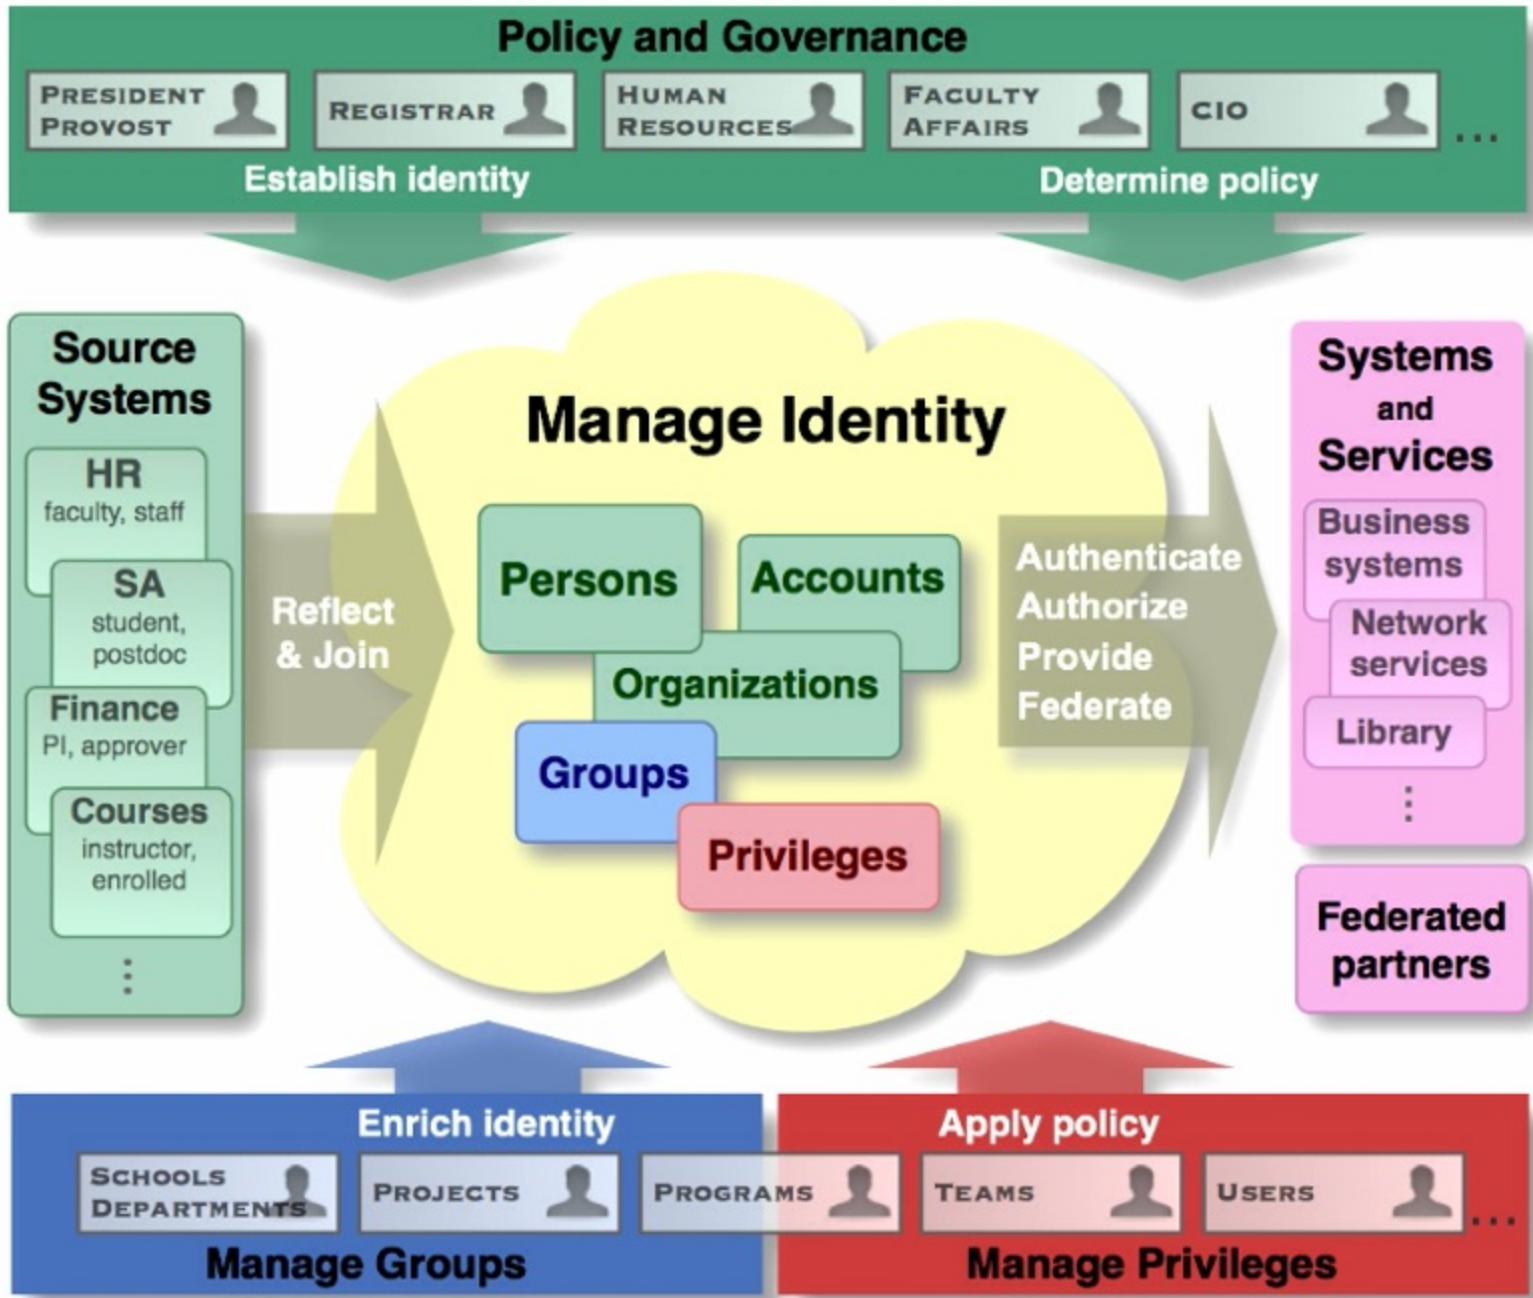 Policy and Governance
PRESIDENT
PROVOST
REGISTRAR
HUMAN
RESOURCES
FACULTY
AFFAIRS
CIO
...
Establish identity
Determine policy
Source
Systems
HR
faculty, staff
SA
student,
postdoc
Finance
PI, approver
Courses
instructor,
enrolled
Reflect
& Join
Manage Identity
Persons
Accounts
Organizations
Groups
Privileges
Authenticate
Authorize
Provide
Federate
Systems
and
Services
Business
systems
Network
services
Library
Federated
partners
Enrich identity
SCHOOLS
DEPARTMENTS
PROJECTS
PROGRAMS
Manage Groups
Apply policy
TEAMS
USERS
...
Manage Privileges